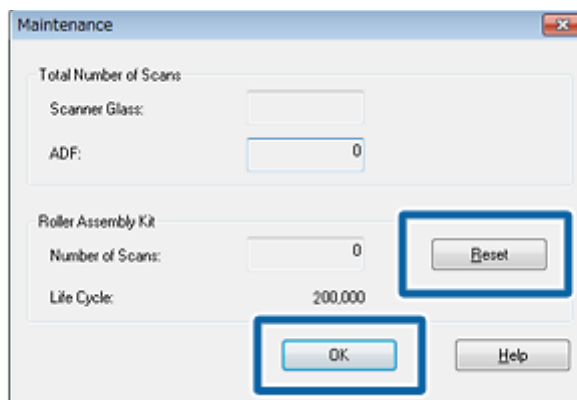 Maintenance
Total Number of Scans
Scanner Glass:
ADF: 0
Roller Assembly Kit
Number of Scans: 0 Reset
Life Cycle: 200,000
OK Help